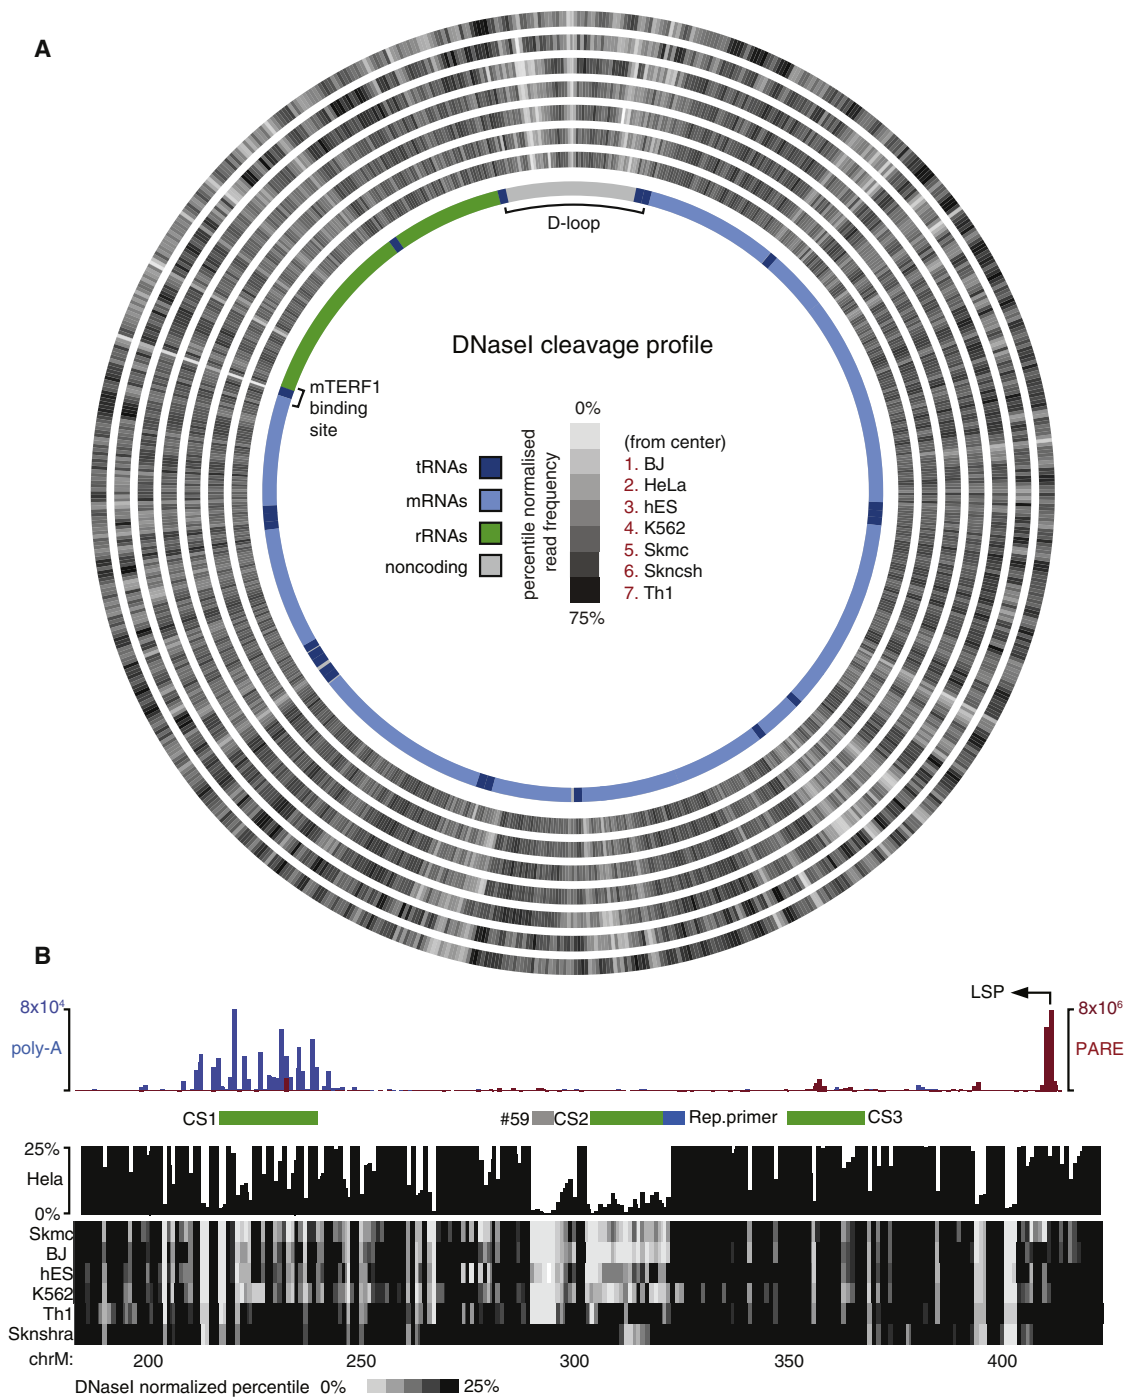 A
D-loop
DNaseI cleavage profile
mTERF1
binding
site
0%
(from center)
percentile normalised
read frequency
tRNAs
mRNAs
rRNAs
noncoding
1. BJ
2. HeLa
3. hES
4. K562
5. Skmc
6. Skncsh
7. Th1
75%
B
LSP
8x10⁴
8x10⁶
poly-A
PARE
CS1
#59
CS2
Rep.primer
CS3
25%
Hela
0%
Skmc
BJ
hES
K562
Th1
Sknshra
chrM: 200 250 300 350 400
DNaseI normalized percentile 0% 25%